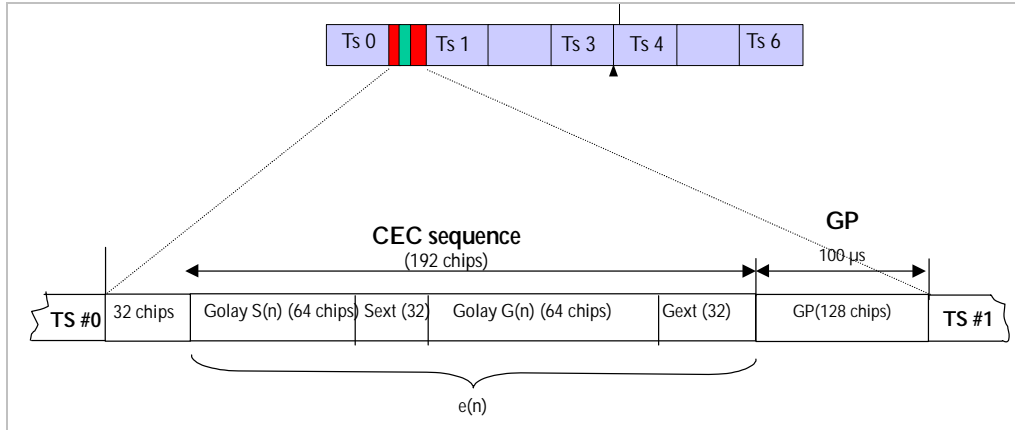 Ts 0 Ts 1 Ts 3 Ts 4 Ts 6
CEC sequence
(192 chips)
GP
100 µs
TS #0 32 chips Golay S(n) (64 chips) Sext (32) Golay G(n) (64 chips) Gext (32) GP(128 chips) TS #1
e(n)